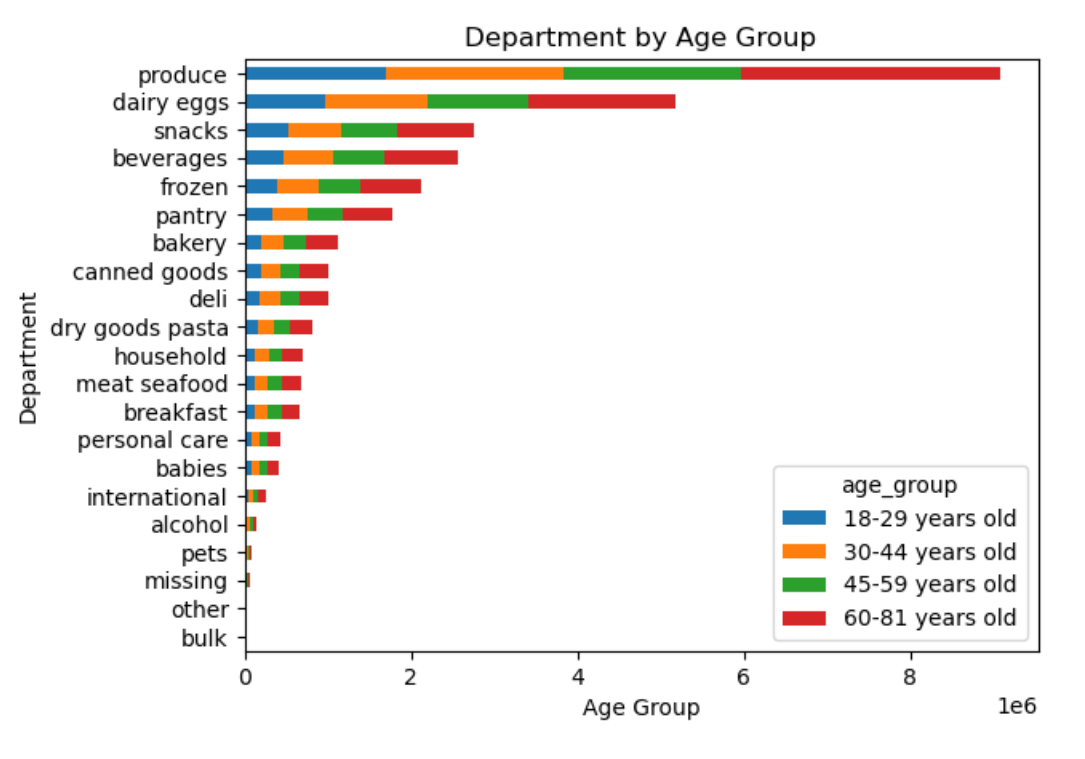 Department by Age Group
produce
dairy eggs
snacks
beverages
frozen
pantry
bakery
canned goods
deli
dry goods pasta
household
meat seafood
breakfast
personal care
babies
international
alcohol
pets
missing
other
bulk
Department
age_group
18-29 years old
30-44 years old
45-59 years old
60-81 years old
0 2 4 6 8
1e6
Age Group